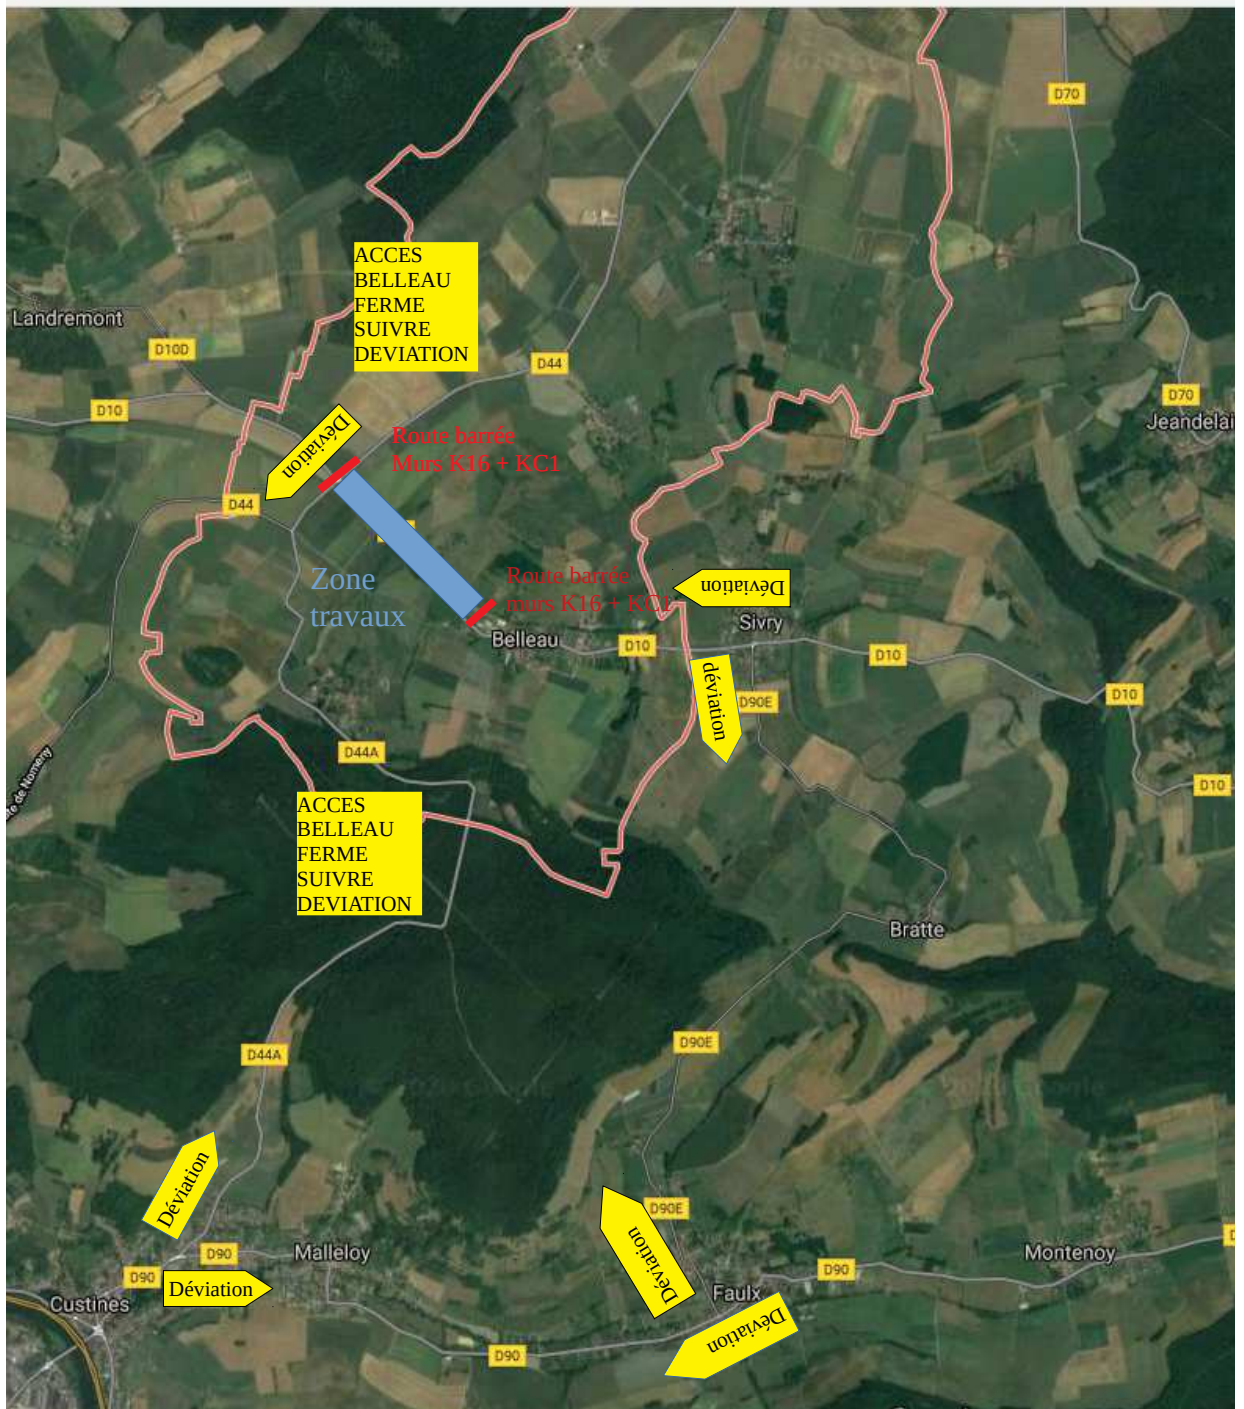 D70
ACCES
BELLEAU
FERME
SUIVRE
DEVIATION
Landremont
D10D
D44
D70
D10
Jeandelai
Déviation
Route barrée
Murs K16 + KC1
D44
Zone
travaux
Route barrée
murs K16 + KC1
Déviation
Sivry
Belleau
D10
D10
déviation
D90E
D10
D44A
D10
de Nomeny
ACCES
BELLEAU
FERME
SUIVRE
DEVIATION
Bratte
D90E
D44A
Déviation
D90E
Déviation
D90
Malleloy
Montenoy
D90
D90
Déviation
Faulx
Custines
Déviation
D90